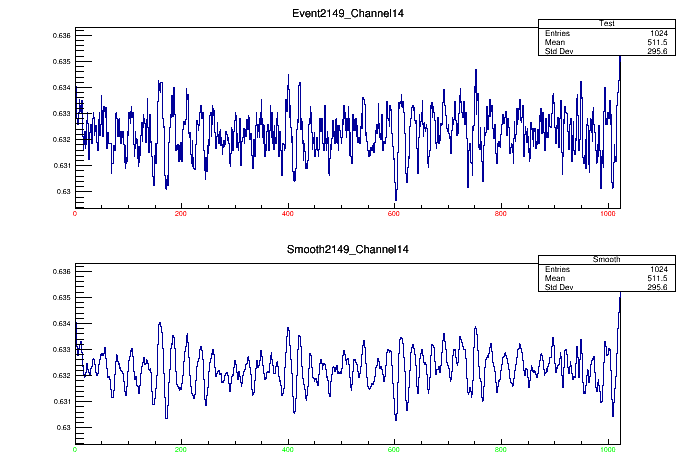 Event2149_Channel14
Test
Entries 1024
Mean 511.5
Std Dev 295.6
0.636
0.635
0.634
0.633
0.632
0.631
0.63
0 200 400 600 800 1000
Smooth2149_Channel14
Smooth
Entries 1024
Mean 511.5
Std Dev 295.6
0.636
0.635
0.634
0.633
0.632
0.631
0.63
0 200 400 600 800 1000